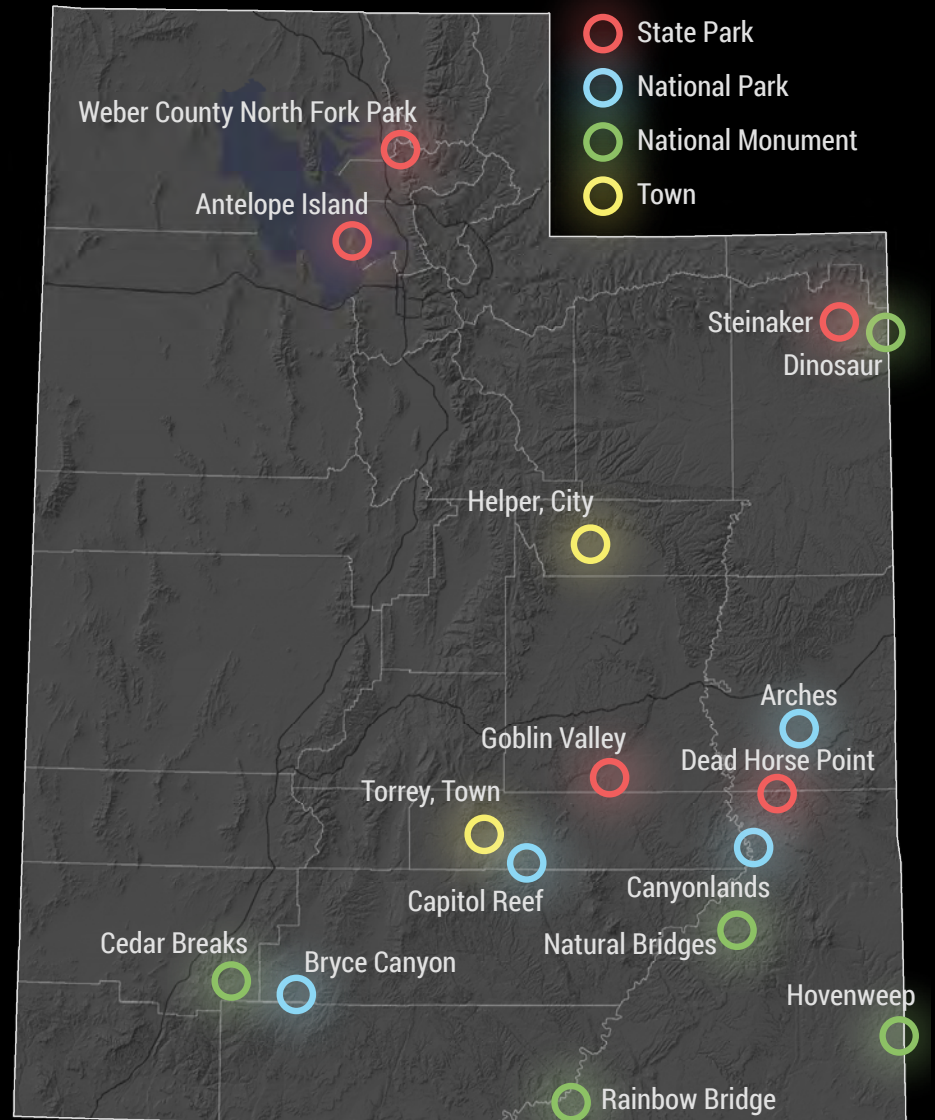 State Park
National Park
National Monument
Town
Weber County North Fork Park
Antelope Island
Steinaker
Dinosaur
Helper, City
Arches
Goblin Valley
Dead Horse Point
Torrey, Town
Canyonlands
Capitol Reef
Natural Bridges
Cedar Breaks
Bryce Canyon
Hovenweep
Rainbow Bridge